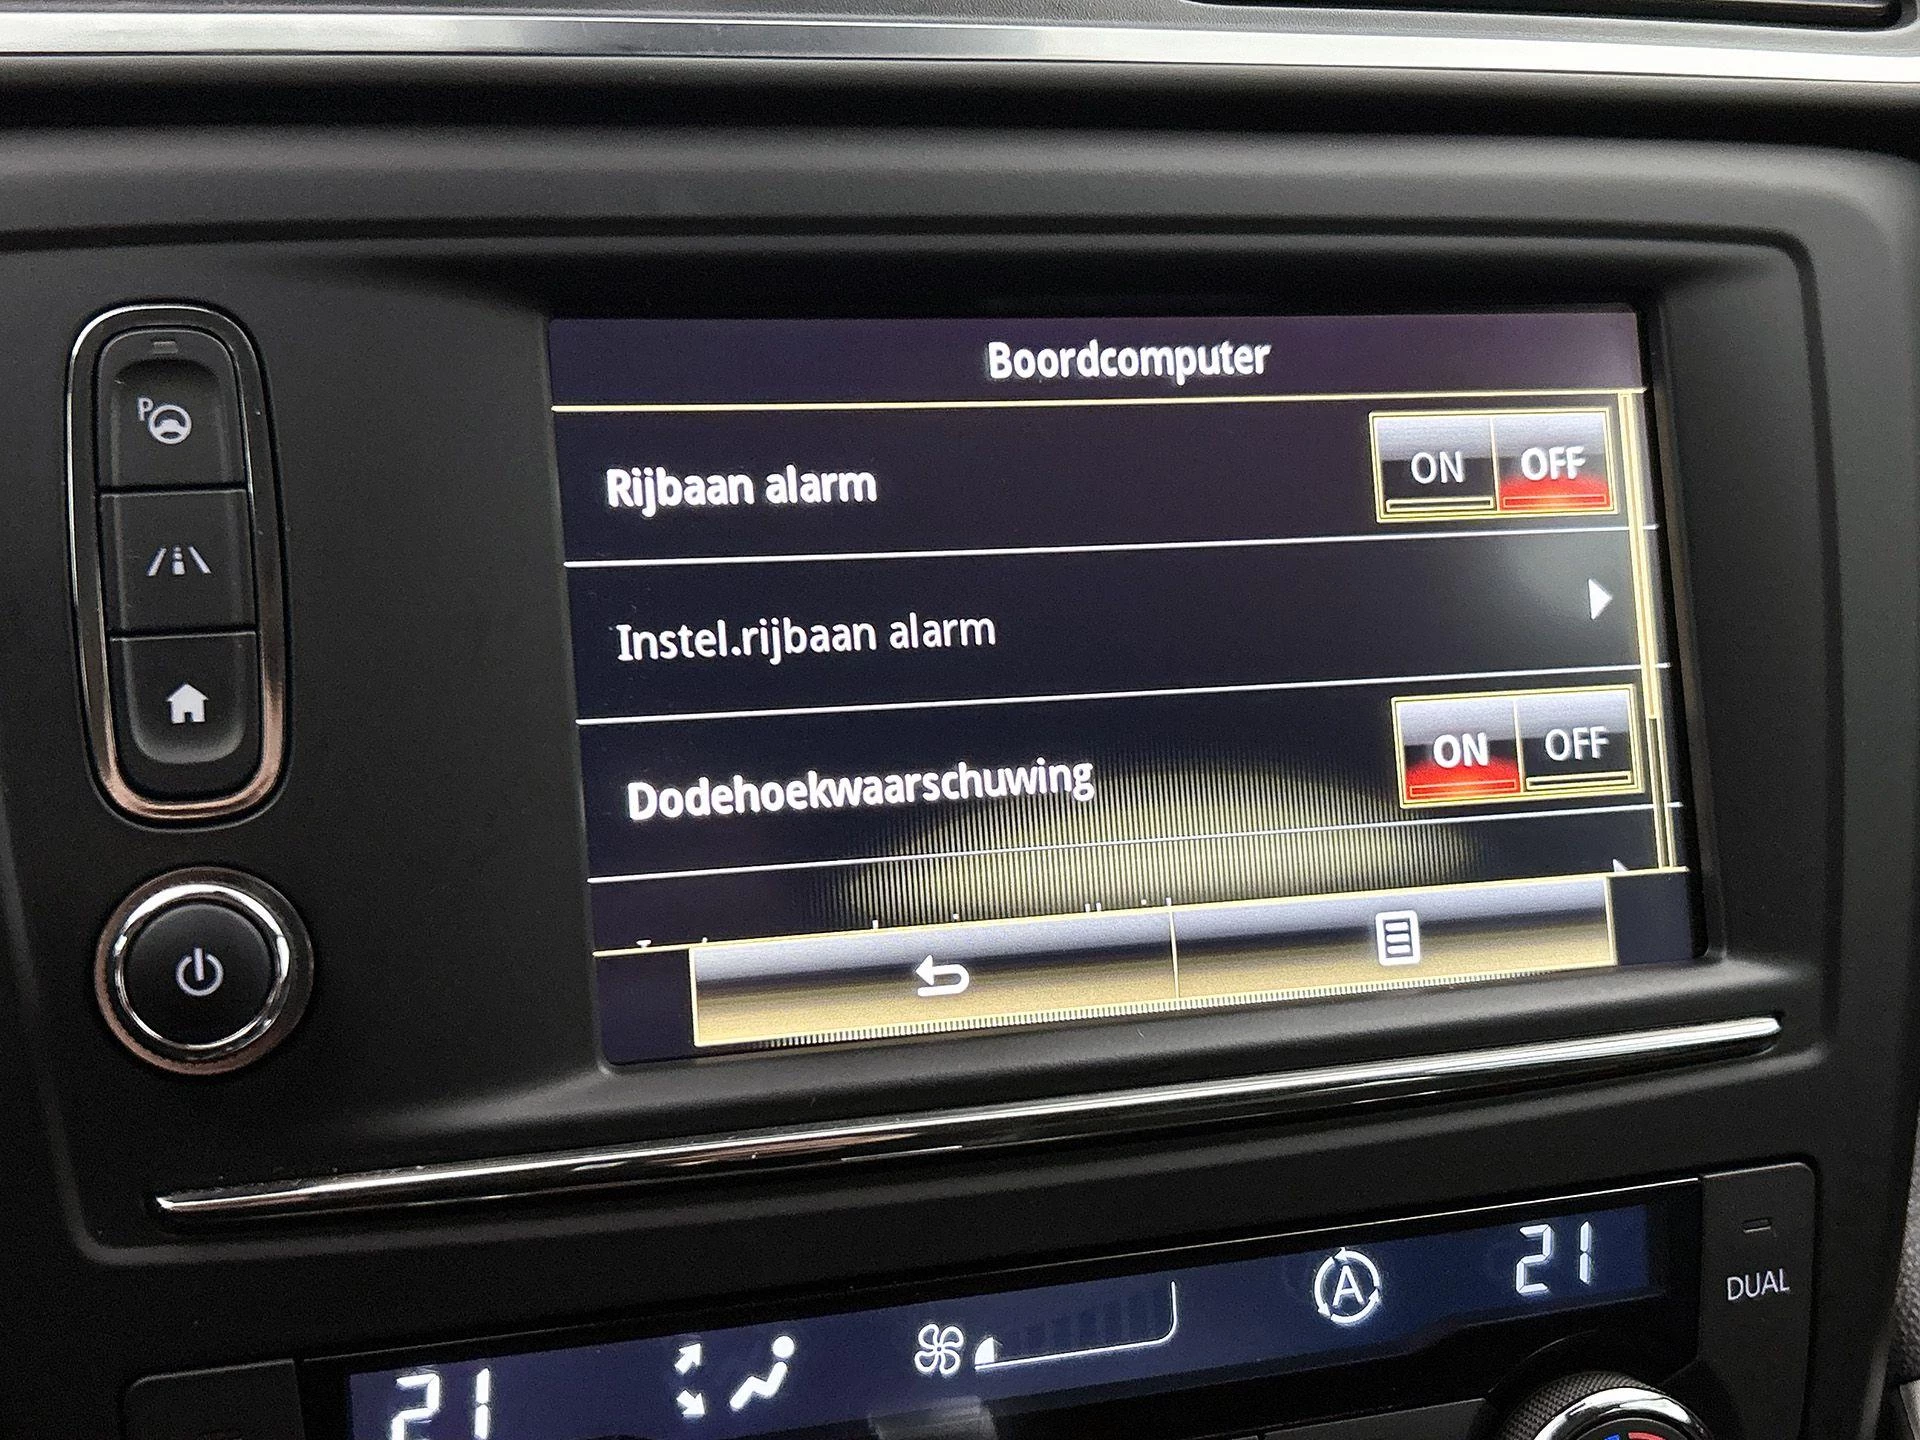 Boordcomputer
Rijbaan alarm
ON OFF
Instel.rijbaan alarm
Dodehoekwaarschuwing
ON OFF
P
A
21
DUAL
21